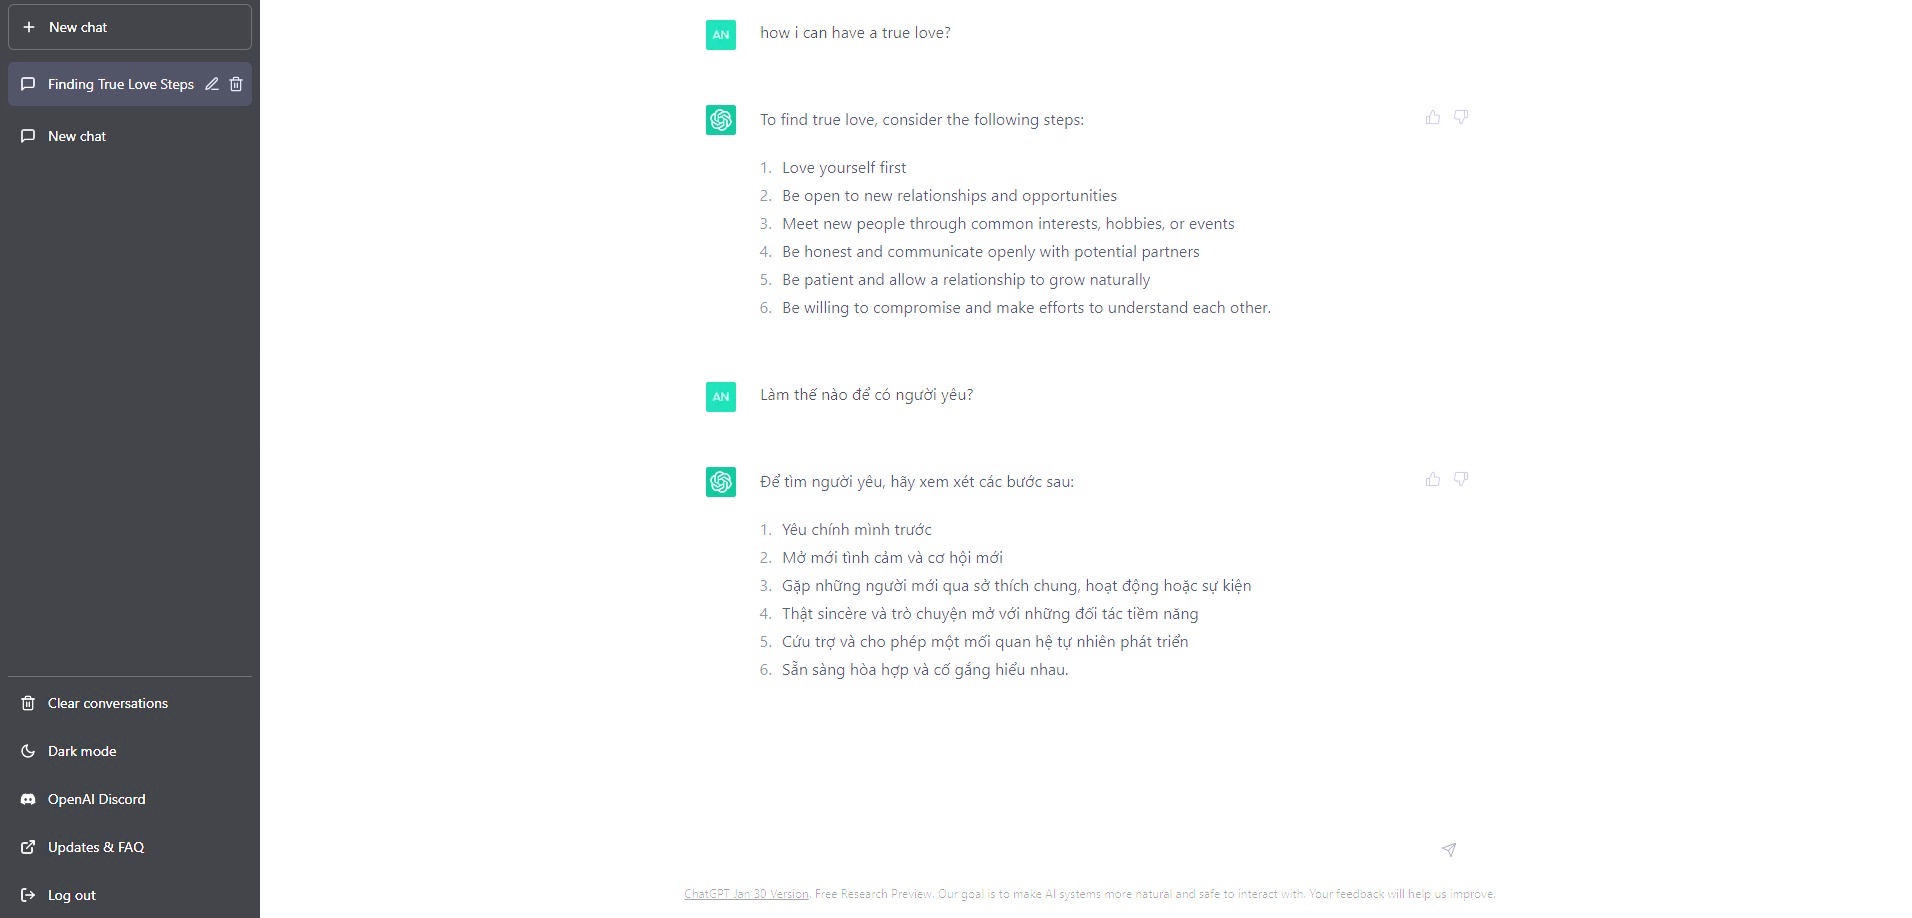 New chat
Finding True Love Steps
New chat
Clear conversations
Dark mode
OpenAI Discord
Updates & FAQ
Log out
AN
how i can have a true love?
To find true love, consider the following steps:
1. Love yourself first
2. Be open to new relationships and opportunities
3. Meet new people through common interests, hobbies, or events
4. Be honest and communicate openly with potential partners
5. Be patient and allow a relationship to grow naturally
6. Be willing to compromise and make efforts to understand each other.
AN
Làm thế nào để có người yêu?
Để tìm người yêu, hãy xem xét các bước sau:
1. Yêu chính mình trước
2. Mở mới tình cảm và cơ hội mới
3. Gặp những người mới qua sở thích chung, hoạt động hoặc sự kiện
4. Thật sincère và trò chuyện mở với những đối tác tiềm năng
5. Cứu trợ và cho phép một mối quan hệ tự nhiên phát triển
6. Sẵn sàng hòa hợp và cố gắng hiểu nhau.
ChatGPT Jan 30 Version. Free Research Preview. Our goal is to make AI systems more natural and safe to interact with. Your feedback will help us improve.